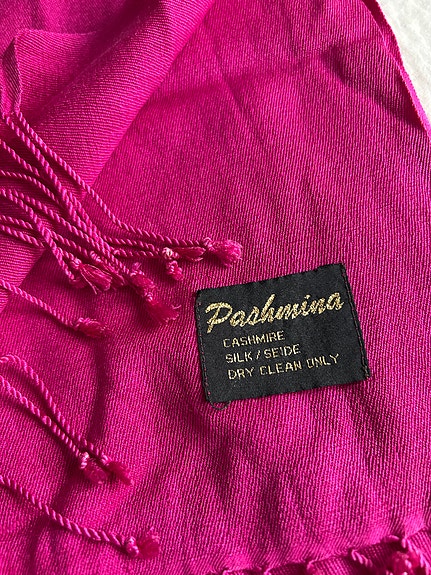 Pashmina
CASHMIRE
SILK / SEIDE
DRY CLEAN ONLY